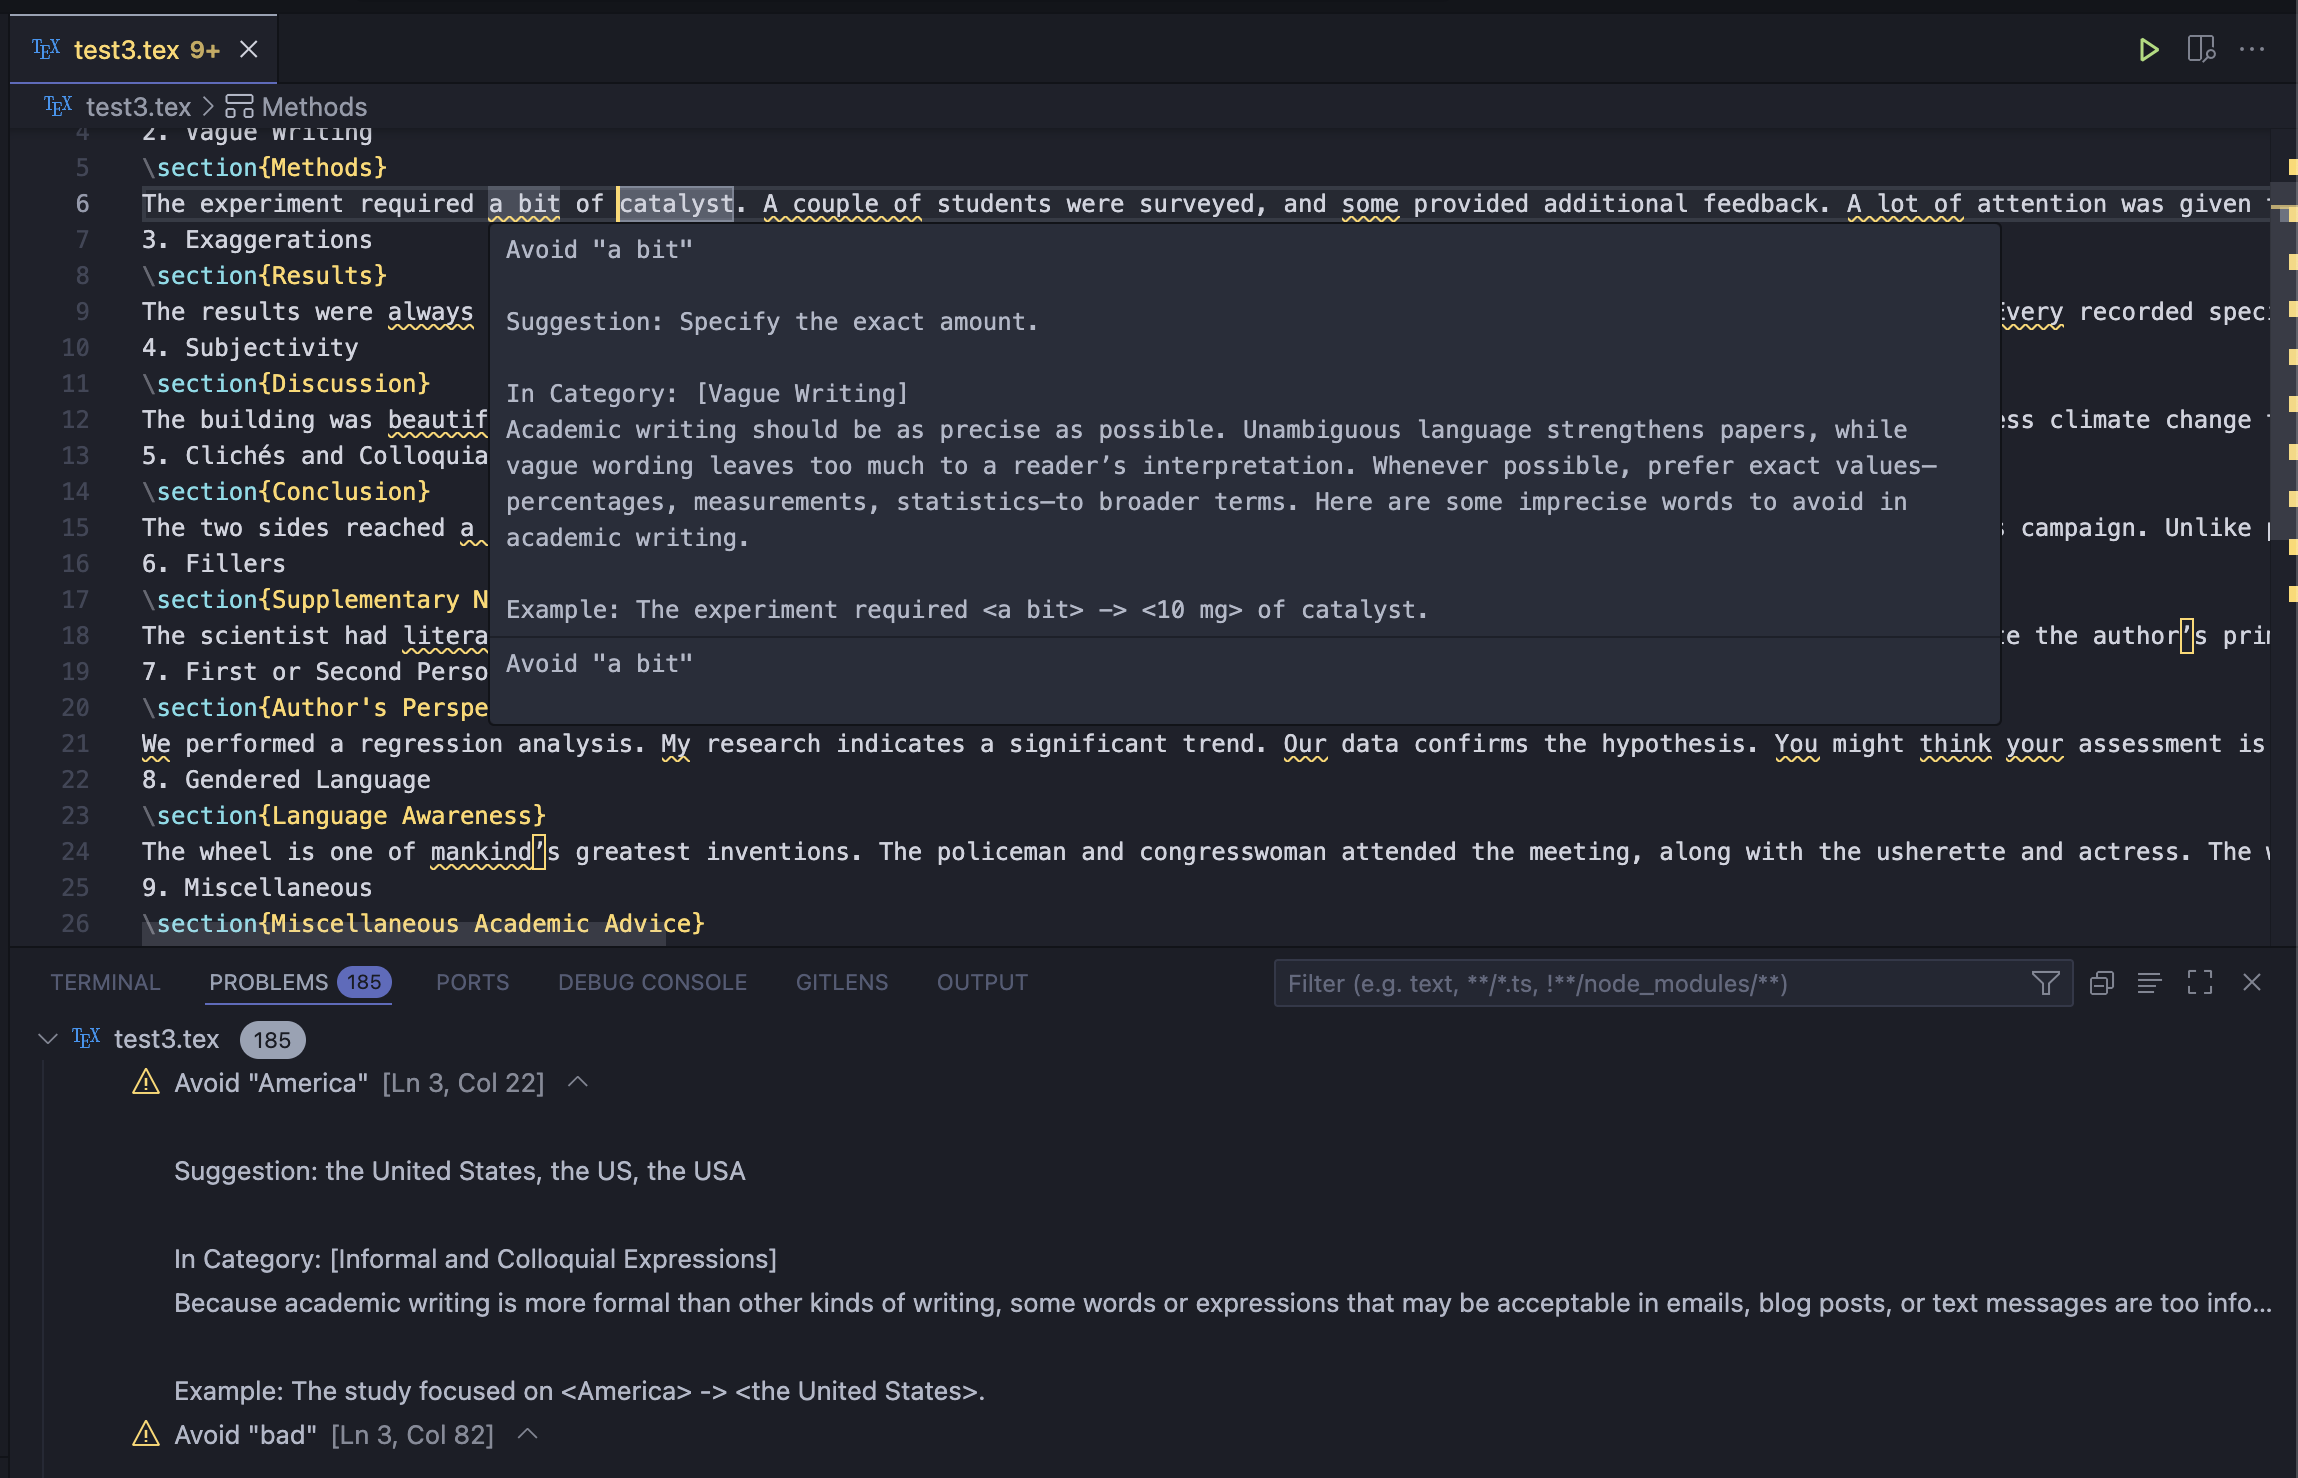 TEX test3.tex 9+
TEX test3.tex > Methods
4 2. Vague Writing
5 \section{Methods}
6 The experiment required a bit of catalyst. A couple of students were surveyed, and some provided additional feedback. A lot of attention was given
7 3. Exaggerations
8 \section{Results}
9 The results were always
Every recorded speci
10 4. Subjectivity
11 \section{Discussion}
12 The building was beautif
ess climate change
13 5. Clichés and Colloquia
14 \section{Conclusion}
15 The two sides reached a
s campaign. Unlike
16 6. Fillers
17 \section{Supplementary N
18 The scientist had litera
te the author’s pri
19 7. First or Second Perso
20 \section{Author's Perspe
Avoid "a bit"
Suggestion: Specify the exact amount.
In Category: [Vague Writing]
Academic writing should be as precise as possible. Unambiguous language strengthens papers, while
vague wording leaves too much to a reader’s interpretation. Whenever possible, prefer exact values—
percentages, measurements, statistics—to broader terms. Here are some imprecise words to avoid in
academic writing.
Example: The experiment required <a bit> -> <10 mg> of catalyst.
Avoid "a bit"
21 We performed a regression analysis. My research indicates a significant trend. Our data confirms the hypothesis. You might think your assessment is
22 8. Gendered Language
23 \section{Language Awareness}
24 The wheel is one of mankind’s greatest inventions. The policeman and congresswoman attended the meeting, along with the usherette and actress. The
25 9. Miscellaneous
26 \section{Miscellaneous Academic Advice}
TERMINAL PROBLEMS 185 PORTS DEBUG CONSOLE GITLENS OUTPUT Filter (e.g. text, **/*.ts, !**/node_modules/**)
TEX test3.tex 185
Avoid "America" [Ln 3, Col 22]
Suggestion: the United States, the US, the USA
In Category: [Informal and Colloquial Expressions]
Because academic writing is more formal than other kinds of writing, some words or expressions that may be acceptable in emails, blog posts, or text messages are too info...
Example: The study focused on <America> -> <the United States>.
Avoid "bad" [Ln 3, Col 82]